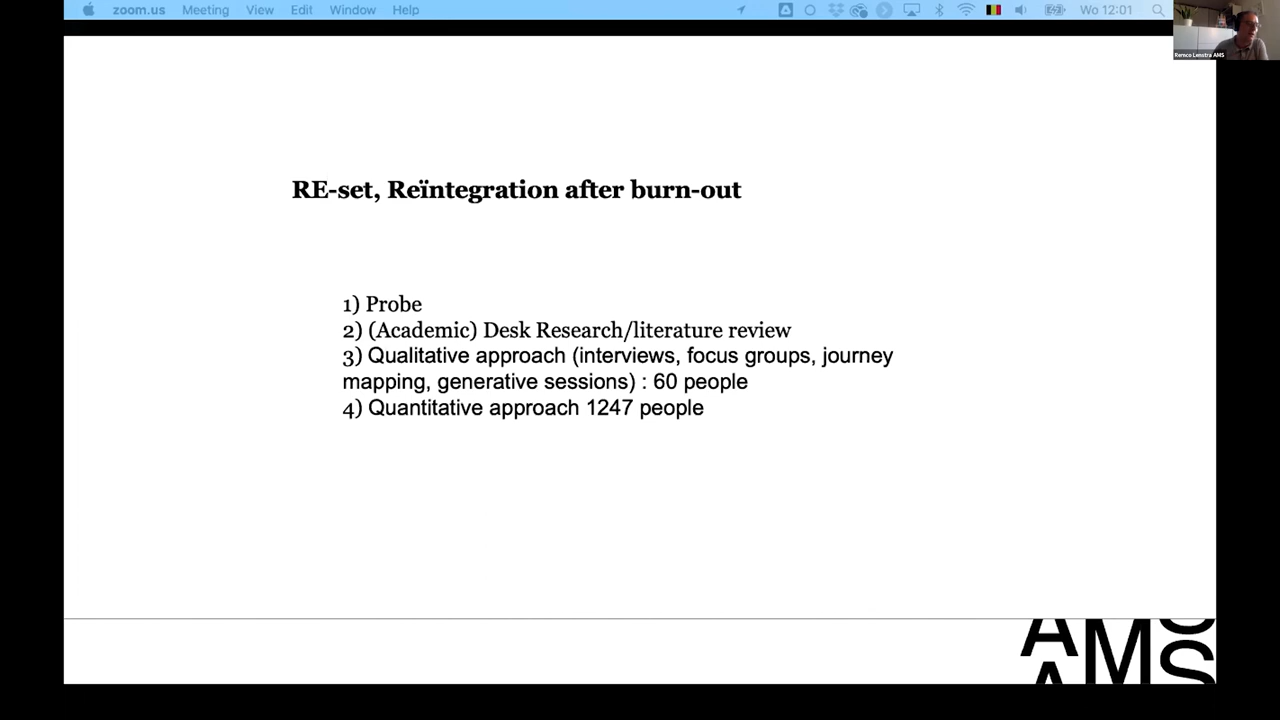 zoom.us Meeting View Edit Window Help Wo 12:01
Remco Lenstra AMS
RE-set, Reïntegration after burn-out
1) Probe
2) (Academic) Desk Research/literature review
3) Qualitative approach (interviews, focus groups, journey
mapping, generative sessions) : 60 people
4) Quantitative approach 1247 people
AMS